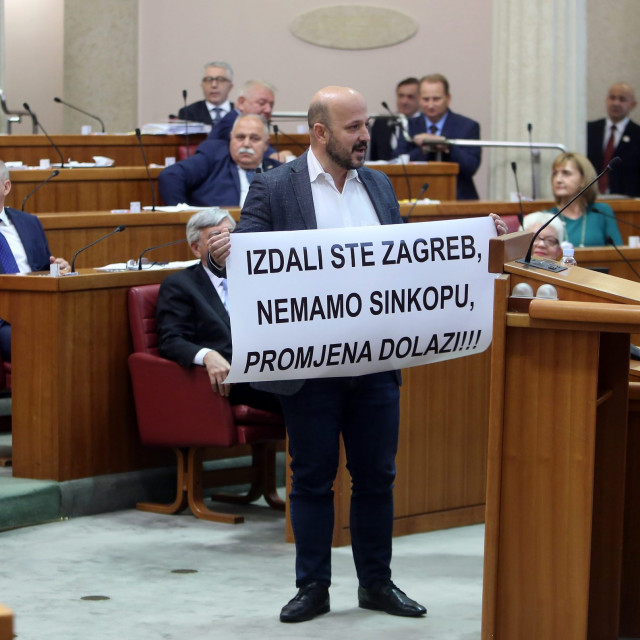 IZDALI STE ZAGREB,
NEMAMO SINKOPU,
PROMJENA DOLAZI!!!